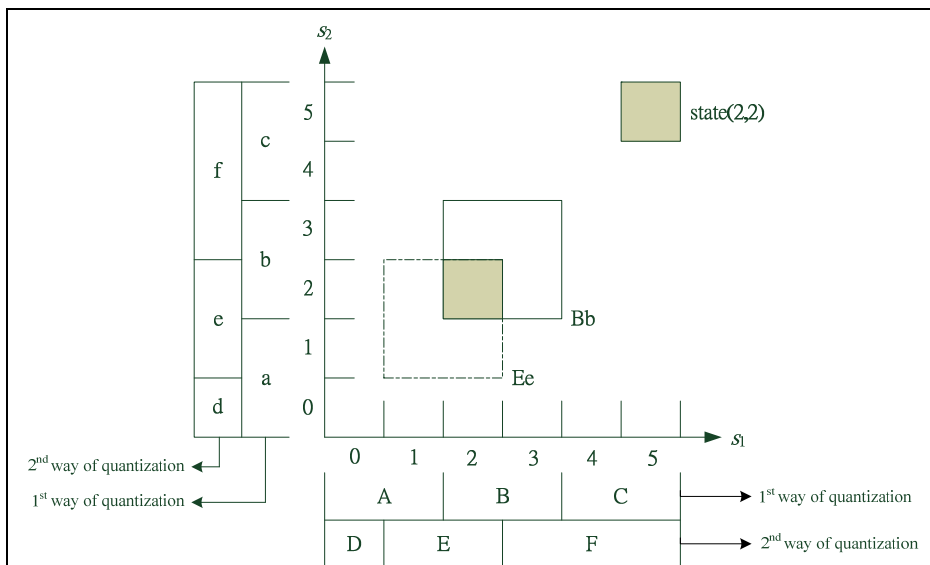 s2
5
4
3
2
1
0
f
e
d
c
b
a
state(2,2)
Bb
Ee
s1
0 1 2 3 4 5
2nd way of quantization
1st way of quantization
A B C
1st way of quantization
D E F
2nd way of quantization